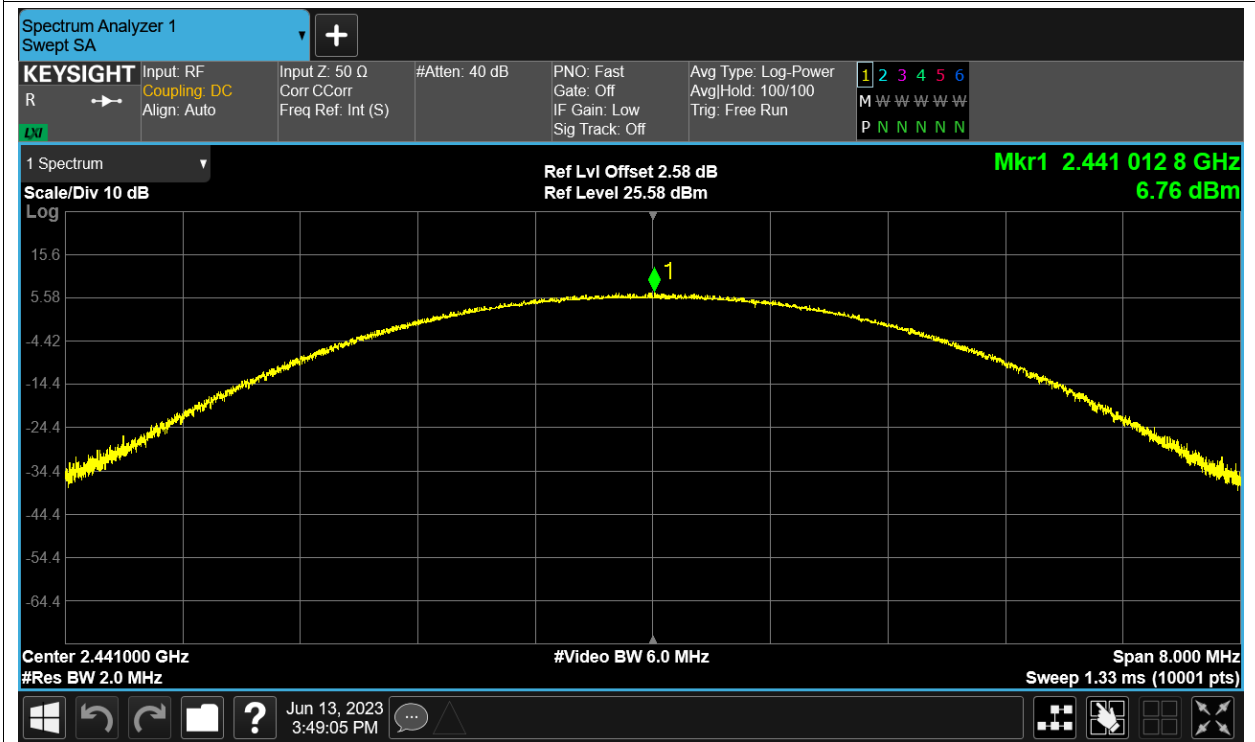 Spectrum Analyzer 1
Swept SA
+
KEYSIGHT
R
LXI
Input: RF
Coupling: DC
Align: Auto
Input Z: 50 Ω
Corr CCorr
Freq Ref: Int (S)
#Atten: 40 dB
PNO: Fast
Gate: Off
IF Gain: Low
Sig Track: Off
Avg Type: Log-Power
Avg|Hold: 100/100
Trig: Free Run
1 2 3 4 5 6
M W W W W W
P N N N N N
1 Spectrum
Scale/Div 10 dB
Log
Ref Lvl Offset 2.58 dB
Ref Level 25.58 dBm
Mkr1 2.441 012 8 GHz
6.76 dBm
1
15.6
5.58
-4.42
-14.4
-24.4
-34.4
-44.4
-54.4
-64.4
Center 2.441000 GHz
#Res BW 2.0 MHz
#Video BW 6.0 MHz
Span 8.000 MHz
Sweep 1.33 ms (10001 pts)
?
Jun 13, 2023
3:49:05 PM